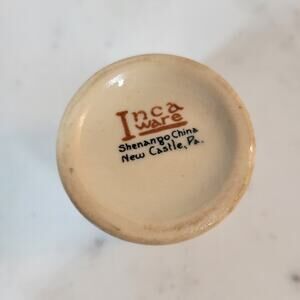 Inca
ware
Shenango China
New Castle, Pa.